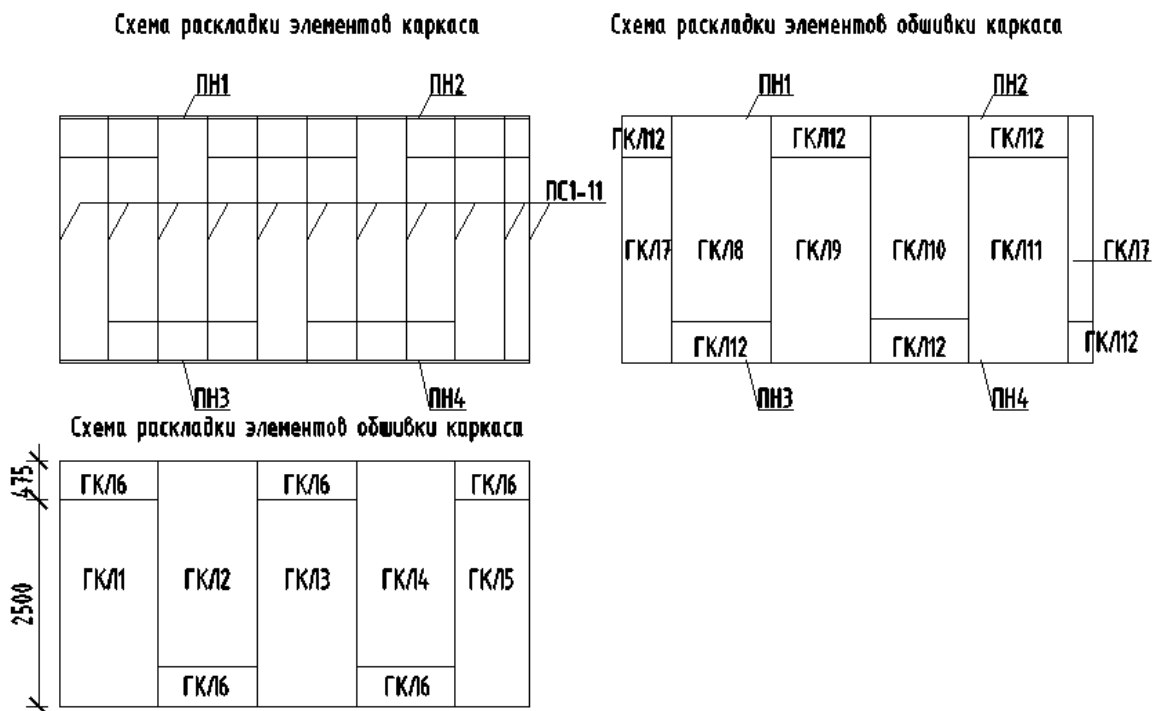 Схема раскладки элементов каркаса
ПН1
ПН2
ПС1-11
ПН3
ПН4
Схема раскладки элементов обшивки каркаса
ПН1
ПН2
ГКЛ12
ГКЛ12
ГКЛ12
ГКЛ7
ГКЛ8
ГКЛ9
ГКЛ10
ГКЛ11
ГКЛ7
ГКЛ12
ГКЛ12
ГКЛ12
ПН3
ПН4
Схема раскладки элементов обшивки каркаса
475
ГКЛ6
ГКЛ6
ГКЛ6
2500
ГКЛ1
ГКЛ2
ГКЛ3
ГКЛ4
ГКЛ5
ГКЛ6
ГКЛ6